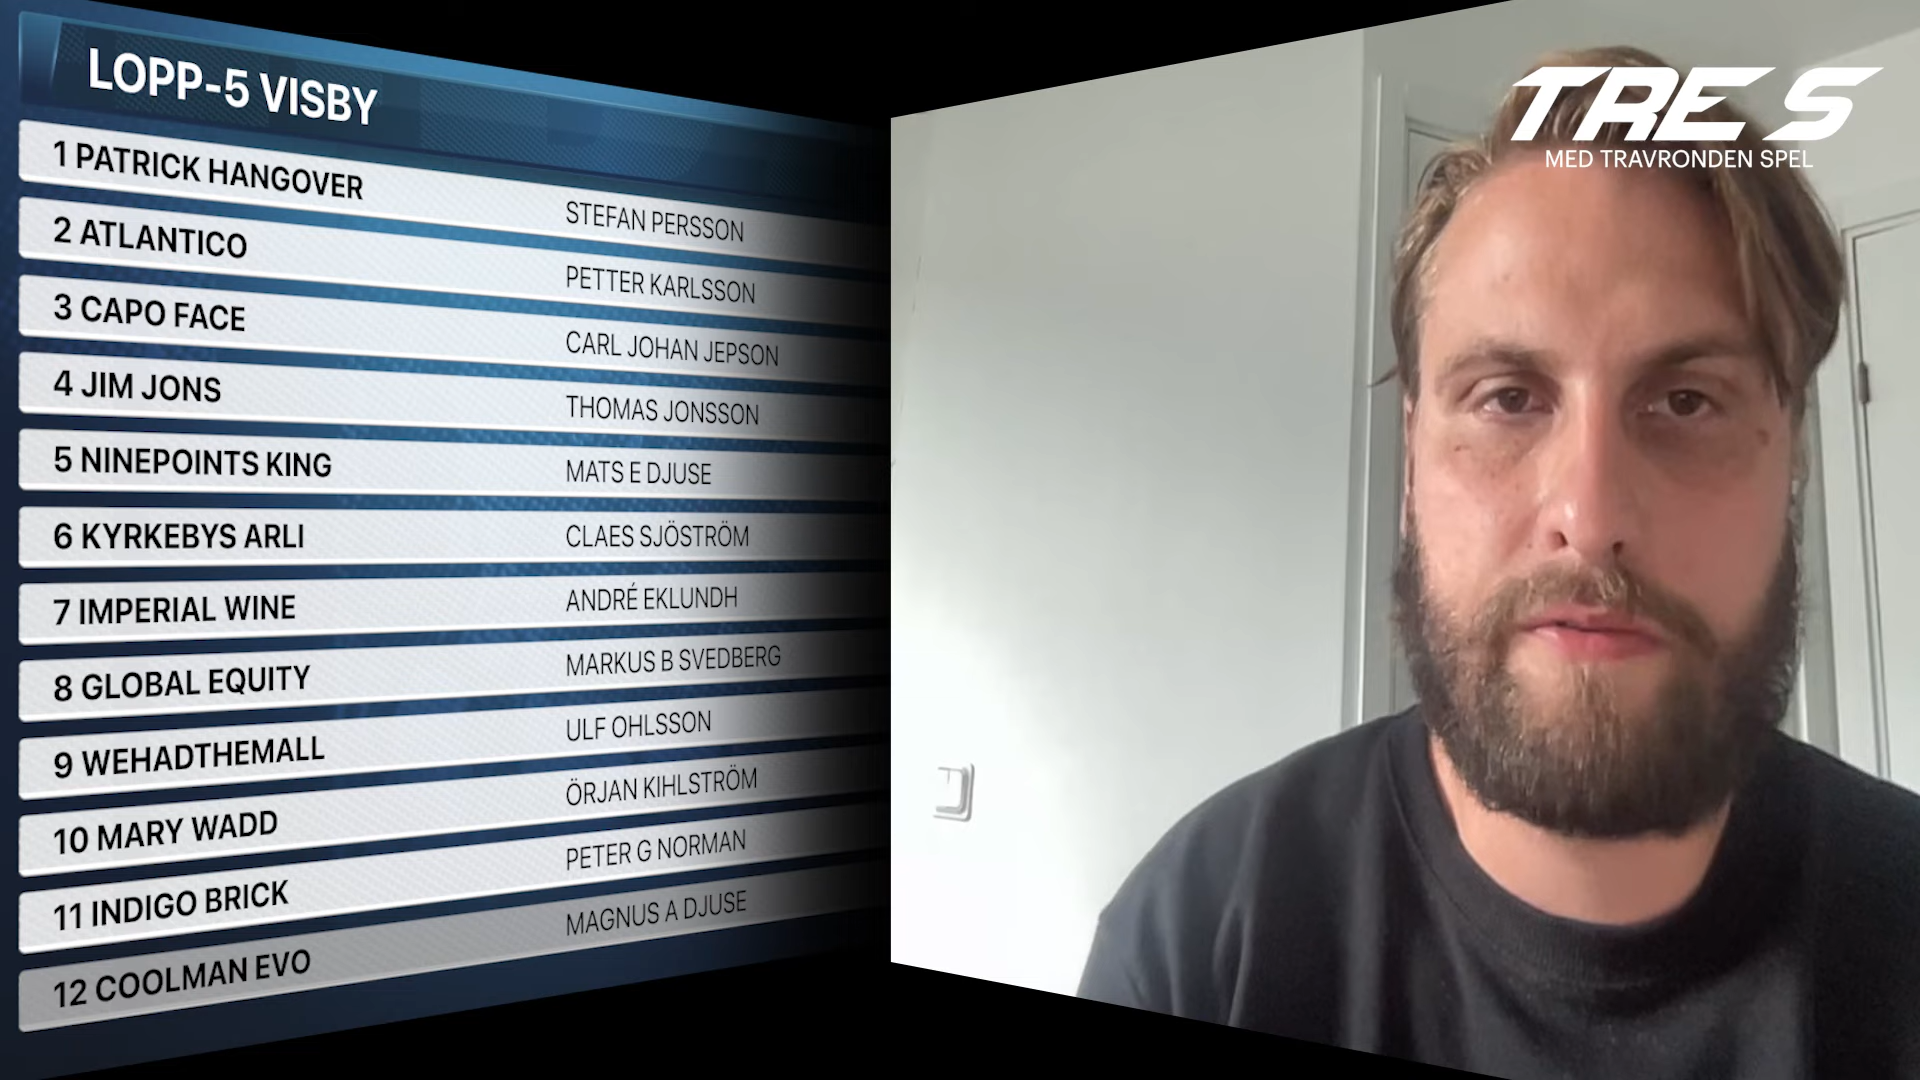 LOPP-5 VISBY
1 PATRICK HANGOVER STEFAN PERSSON
2 ATLANTICO PETTER KARLSSON
3 CAPO FACE CARL JOHAN JEPSON
4 JIM JONS THOMAS JONSSON
5 NINEPOINTS KING MATS E DJUSE
6 KYRKEBYS ARLI CLAES SJÖSTRÖM
7 IMPERIAL WINE ANDRÉ EKLUNDH
8 GLOBAL EQUITY MARKUS B SVEDBERG
9 WEHADTHEMALL ULF OHLSSON
10 MARY WADD ÖRJAN KIHLSTRÖM
11 INDIGO BRICK PETER G NORMAN
12 COOLMAN EVO MAGNUS A DJUSE
TRE S
MED TRAVRONDEN SPEL